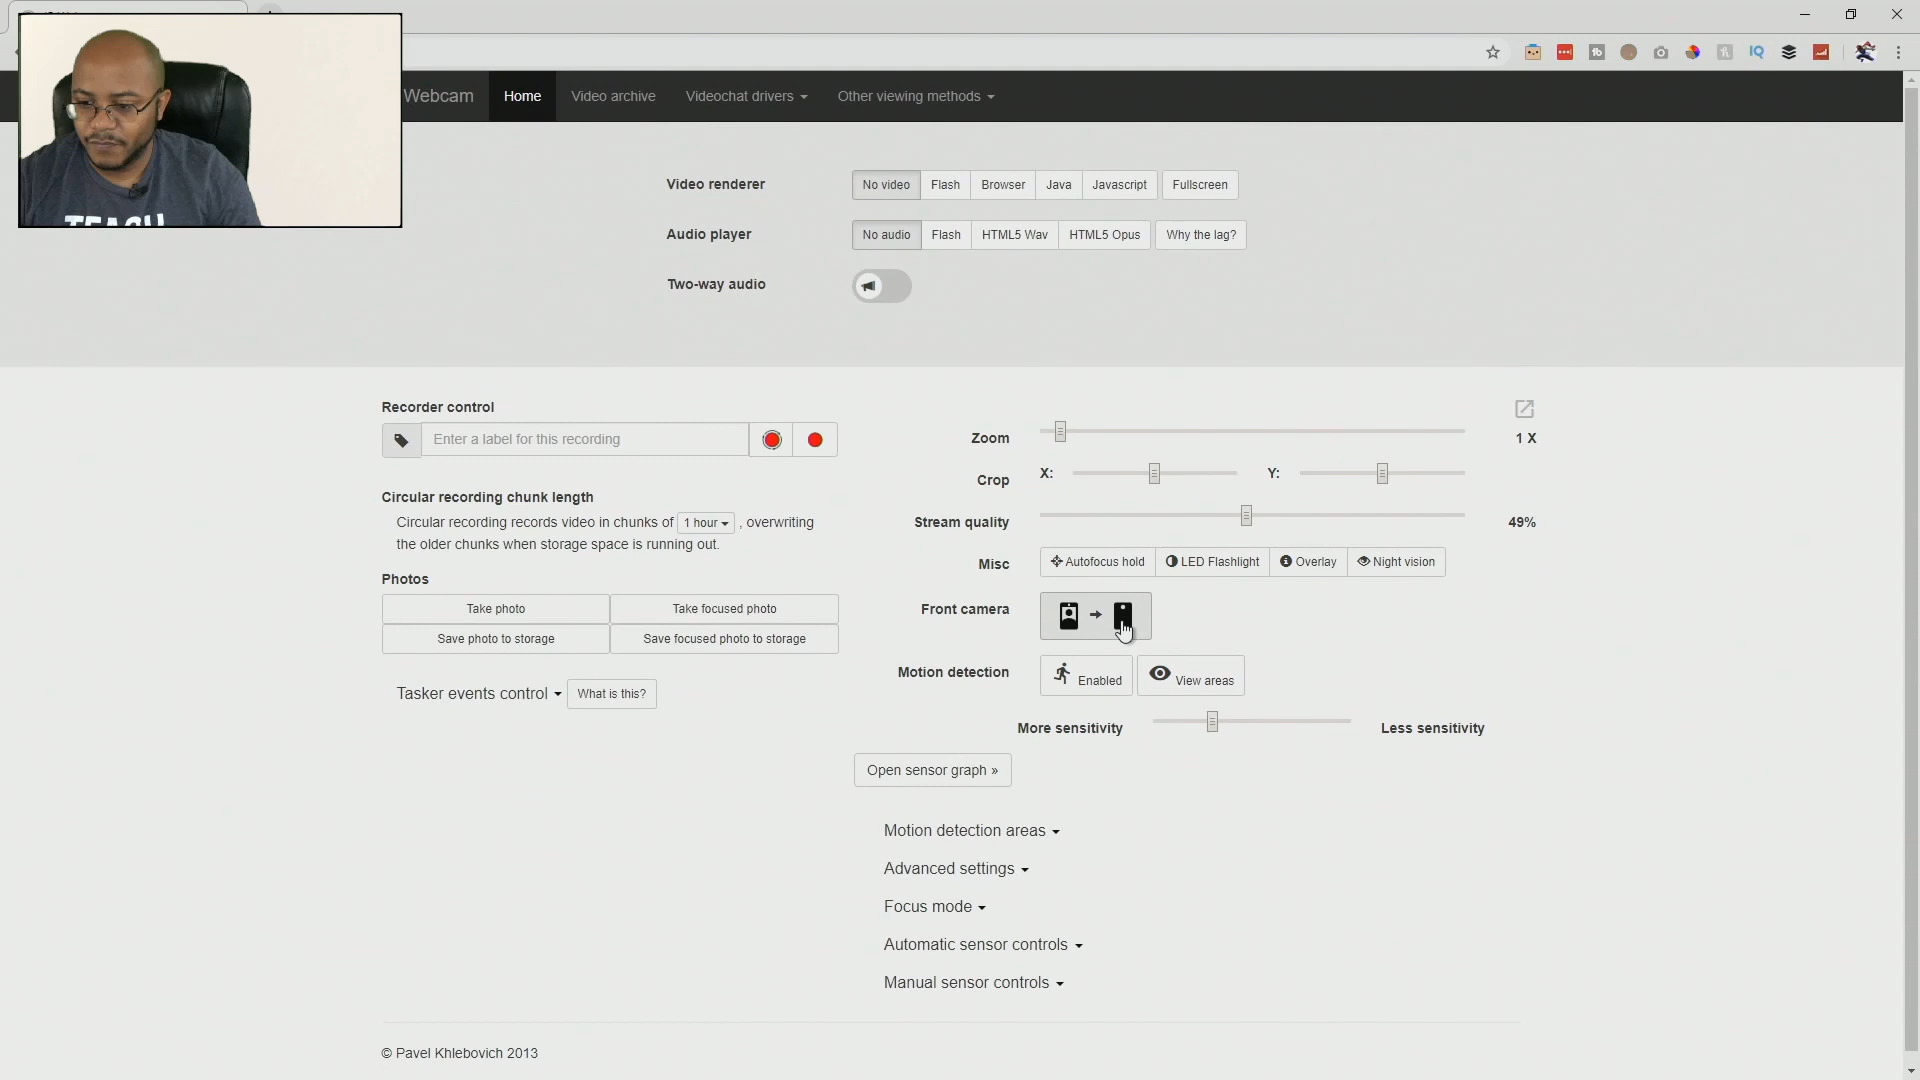 Webcam
Home
Video archive
Videochat drivers
Other viewing methods
IQ
Video renderer
No video
Flash
Browser
Java
Javascript
Fullscreen
Audio player
No audio
Flash
HTML5 Wav
HTML5 Opus
Why the lag?
Two-way audio
Recorder control
Enter a label for this recording
Circular recording chunk length
Circular recording records video in chunks of 1 hour , overwriting
the older chunks when storage space is running out.
Photos
Take photo
Take focused photo
Save photo to storage
Save focused photo to storage
Tasker events control
What is this?
Zoom
1 X
Crop
X:
Y:
Stream quality
49%
Misc
Autofocus hold
LED Flashlight
Overlay
Night vision
Front camera
Motion detection
Enabled
View areas
More sensitivity
Less sensitivity
Open sensor graph »
Motion detection areas
Advanced settings
Focus mode
Automatic sensor controls
Manual sensor controls
© Pavel Khlebovich 2013